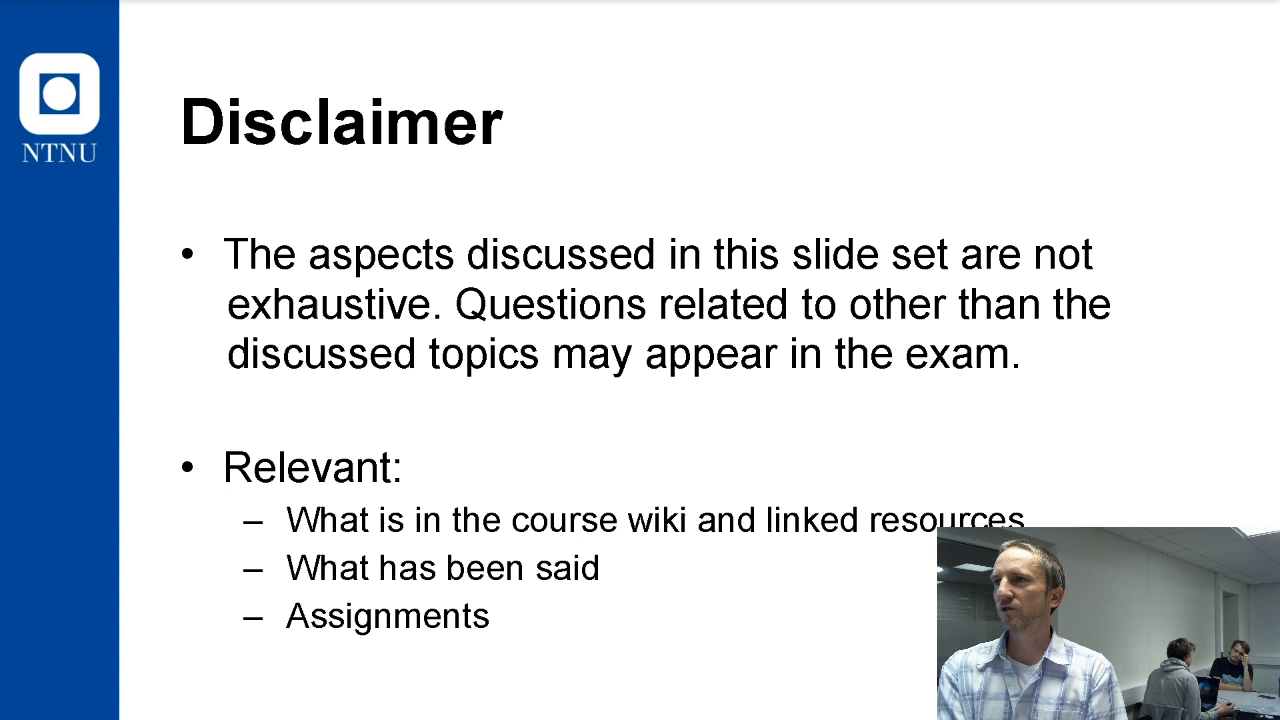 NTNU
Disclaimer
• The aspects discussed in this slide set are not
exhaustive. Questions related to other than the
discussed topics may appear in the exam.
• Relevant:
– What is in the course wiki and linked resources
– What has been said
– Assignments